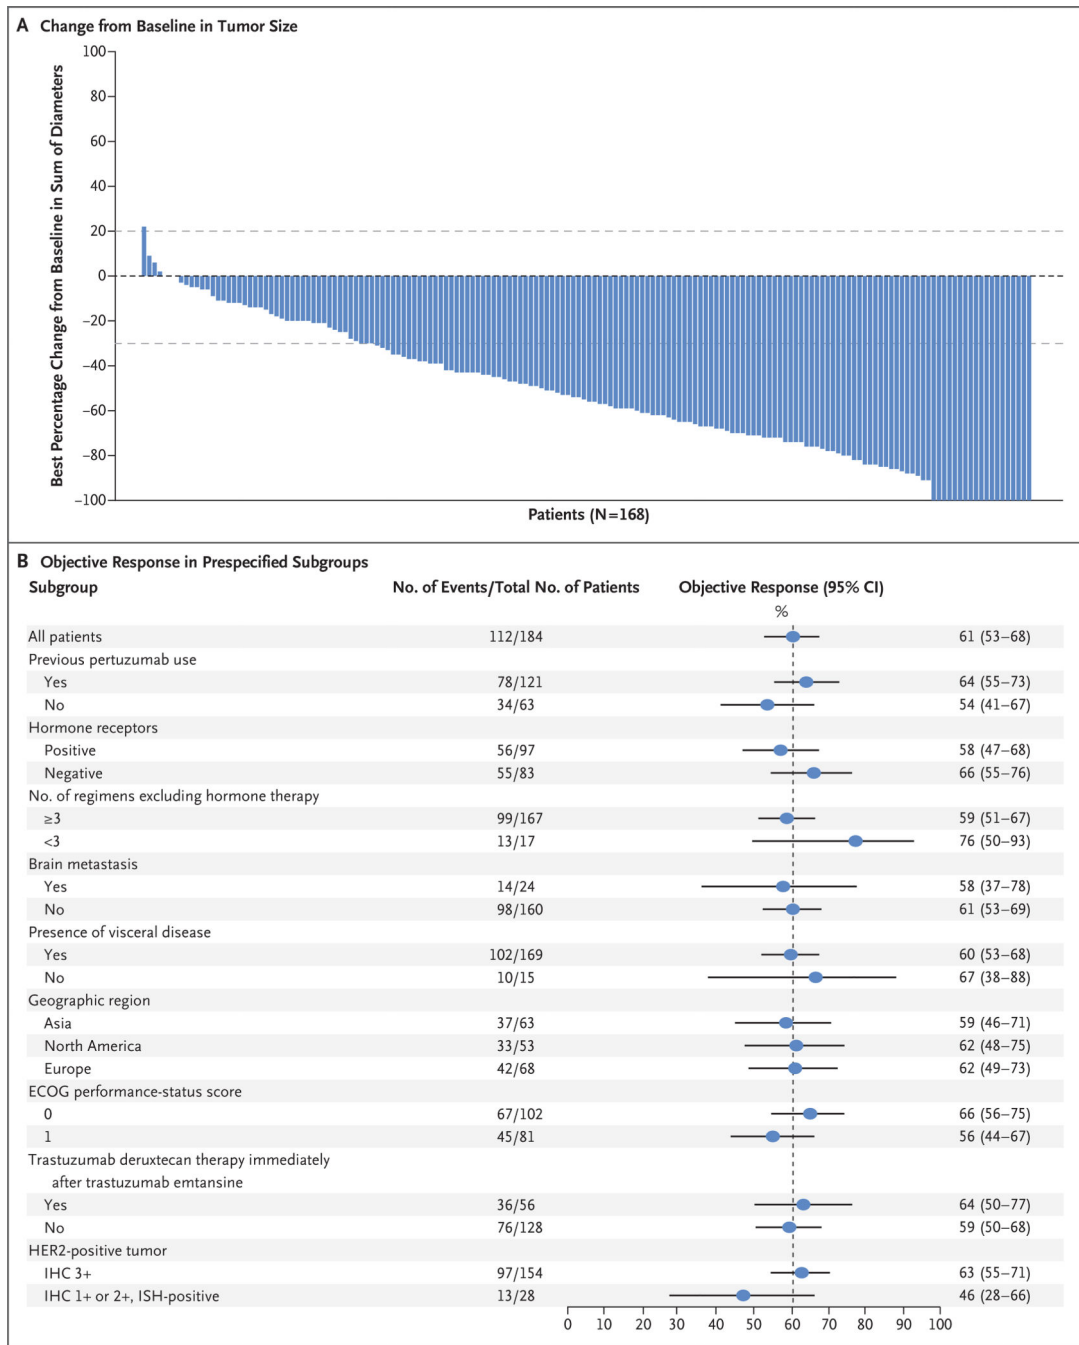 A Change from Baseline in Tumor Size
Best Percentage Change from Baseline in Sum of Diameters
100
80
60
40
20
0
−20
−40
−60
−80
−100
Patients (N=168)
B Objective Response in Prespecified Subgroups
Subgroup No. of Events/Total No. of Patients Objective Response (95% CI)
%
All patients 112/184 61 (53–68)
Previous pertuzumab use
Yes 78/121 64 (55–73)
No 34/63 54 (41–67)
Hormone receptors
Positive 56/97 58 (47–68)
Negative 55/83 66 (55–76)
No. of regimens excluding hormone therapy
≥3 99/167 59 (51–67)
<3 13/17 76 (50–93)
Brain metastasis
Yes 14/24 58 (37–78)
No 98/160 61 (53–69)
Presence of visceral disease
Yes 102/169 60 (53–68)
No 10/15 67 (38–88)
Geographic region
Asia 37/63 59 (46–71)
North America 33/53 62 (48–75)
Europe 42/68 62 (49–73)
ECOG performance-status score
0 67/102 66 (56–75)
1 45/81 56 (44–67)
Trastuzumab deruxtecan therapy immediately
after trastuzumab emtansine
Yes 36/56 64 (50–77)
No 76/128 59 (50–68)
HER2-positive tumor
IHC 3+ 97/154 63 (55–71)
IHC 1+ or 2+, ISH-positive 13/28 46 (28–66)
0 10 20 30 40 50 60 70 80 90 100